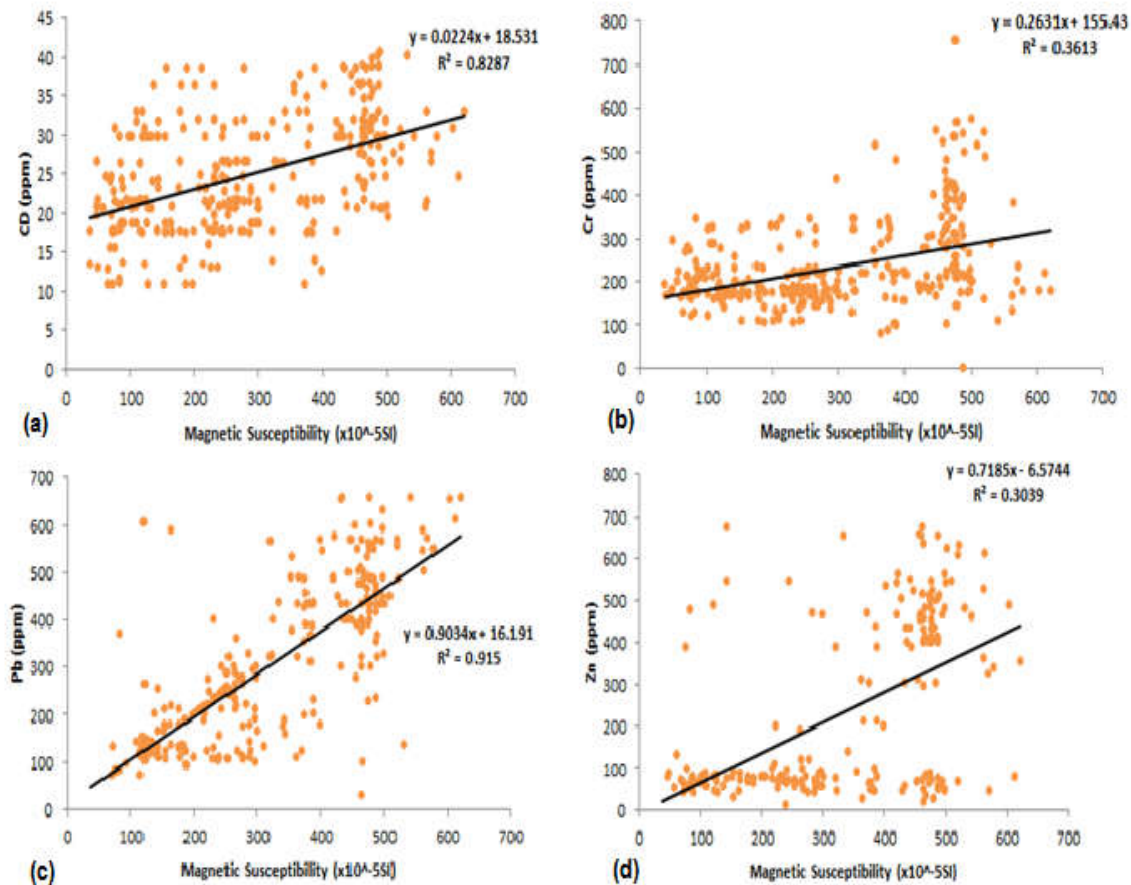 45
40
35
30
25
20
15
10
5
0
CD (ppm)
y = 0.0224x + 18.531
R² = 0.8287
0 100 200 300 400 500 600 700
(a)
Magnetic Susceptibility (x10^-5SI)
900
800
700
600
500
400
300
200
100
0
Cr (ppm)
y = 0.2631x + 155.43
R² = 0.3613
0 100 200 300 400 500 600 700
(b)
Magnetic Susceptibility (x10^-5SI)
700
600
500
400
300
200
100
0
Pb (ppm)
y = 0.9034x + 16.191
R² = 0.915
0 100 200 300 400 500 600 700
(c)
Magnetic Susceptibility (x10^-5SI)
800
700
600
500
400
300
200
100
0
Zn (ppm)
y = 0.7185x - 6.5744
R² = 0.3039
0 100 200 300 400 500 600 700
(d)
Magnetic Susceptibility (x10^-5SI)